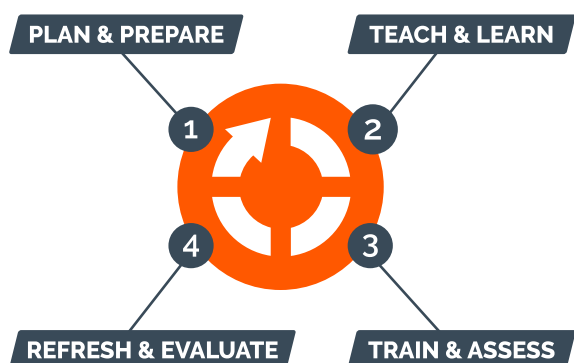 PLAN & PREPARE
TEACH & LEARN
1
2
4
3
REFRESH & EVALUATE
TRAIN & ASSESS